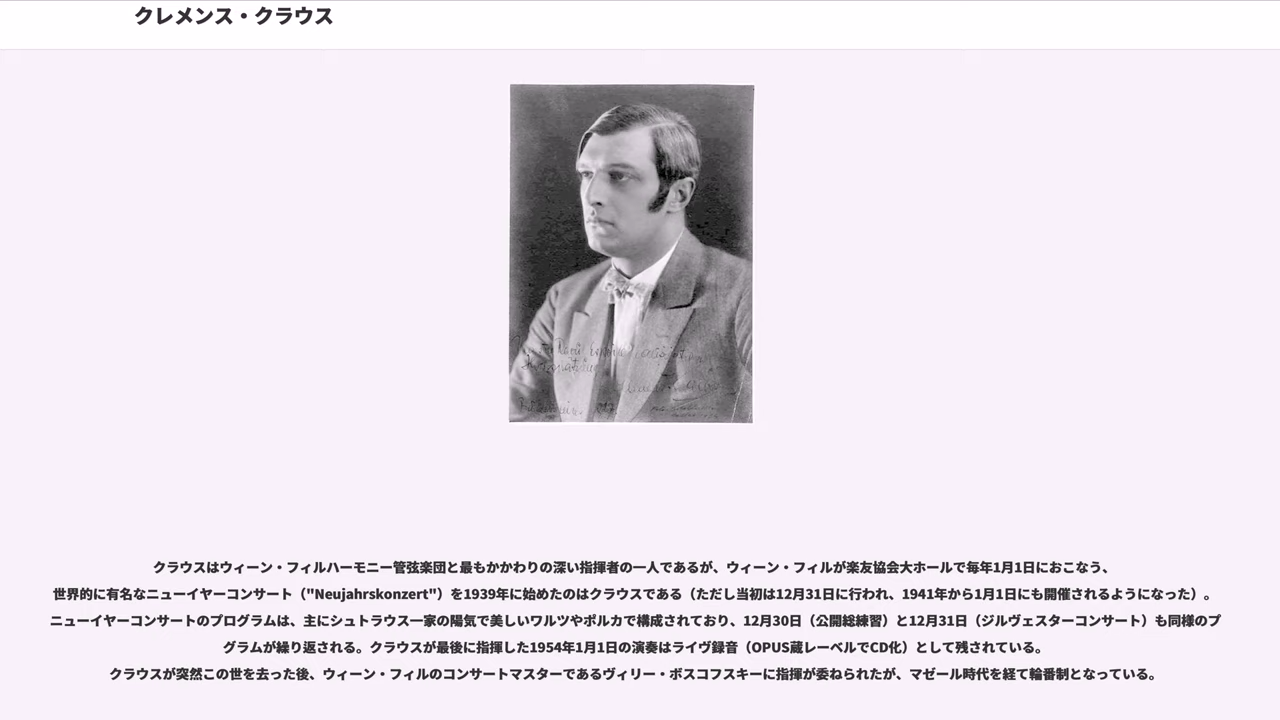 クレメンス・クラウス
クラウスはウィーン・フィルハーモニー管弦楽団と最もかかわりの深い指揮者の一人であるが、ウィーン・フィルが楽友協会大ホールで毎年1月1日におこなう、
世界的に有名なニューイヤーコンサート（"Neujahrskonzert"）を1939年に始めたのはクラウスである（ただし当初は12月31日に行われ、1941年から1月1日にも開催されるようになった）。
ニューイヤーコンサートのプログラムは、主にシュトラウス一家の陽気で美しいワルツやポルカで構成されており、12月30日（公開総練習）と12月31日（ジルヴェスターコンサート）も同様のプ
グラムが繰り返される。クラウスが最後に指揮した1954年1月1日の演奏はライヴ録音（OPUS蔵レーベルでCD化）として残されている。
クラウスが突然この世を去った後、ウィーン・フィルのコンサートマスターであるヴィリー・ボスコフスキーに指揮が委ねられたが、マゼール時代を経て輪番制となっている。